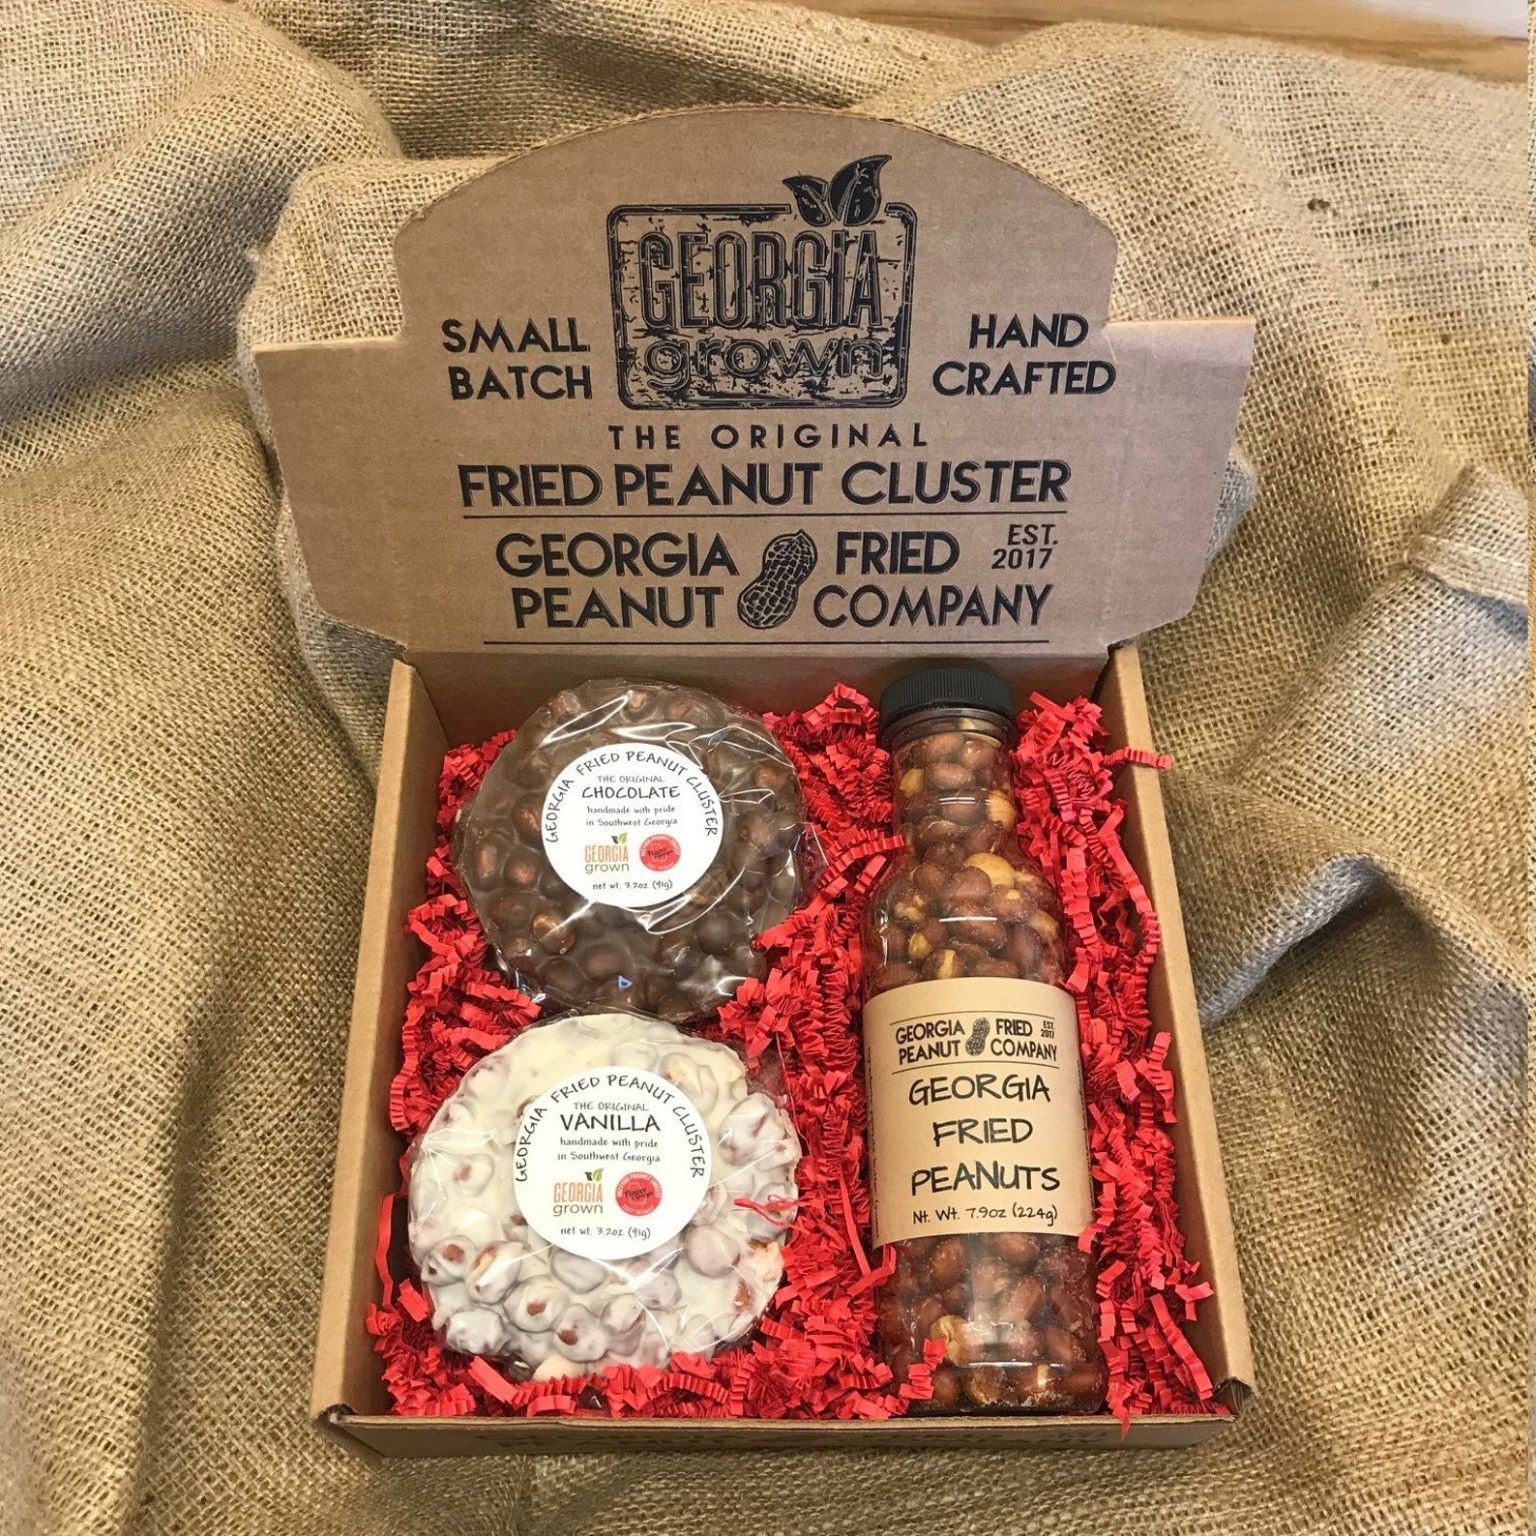 GEORGIA
grown
SMALL
BATCH
HAND
CRAFTED
THE ORIGINAL
FRIED PEANUT CLUSTER
GEORGIA FRIED EST. 2017
PEANUT COMPANY
GEORGIA FRIED PEANUT CLUSTER
THE ORIGINAL
CHOCOLATE
handmade with pride
in Southwest Georgia
GEORGIA
grown
net wt. 3.2oz (91g)
GEORGIA FRIED PEANUT CLUSTER
THE ORIGINAL
VANILLA
handmade with pride
in Southwest Georgia
GEORGIA
grown
net wt. 3.2oz (91g)
GEORGIA FRIED EST. 2017
PEANUT COMPANY
GEORGIA
FRIED
PEANUTS
Nt. Wt. 7.9oz (224g)